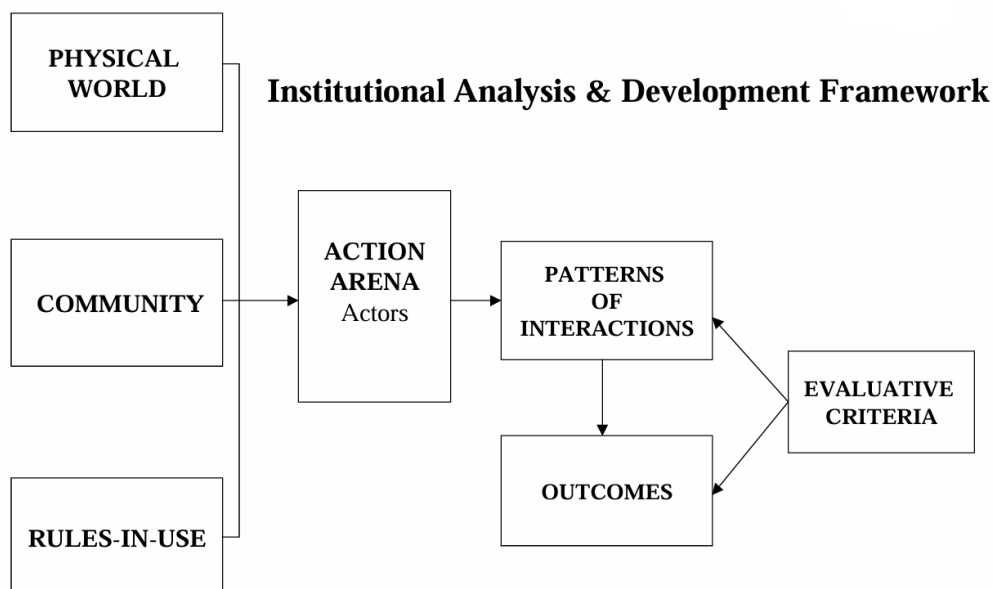 PHYSICAL
WORLD
Institutional Analysis & Development Framework
COMMUNITY
RULES-IN-USE
ACTION
ARENA
Actors
PATTERNS
OF
INTERACTIONS
OUTCOMES
EVALUATIVE
CRITERIA